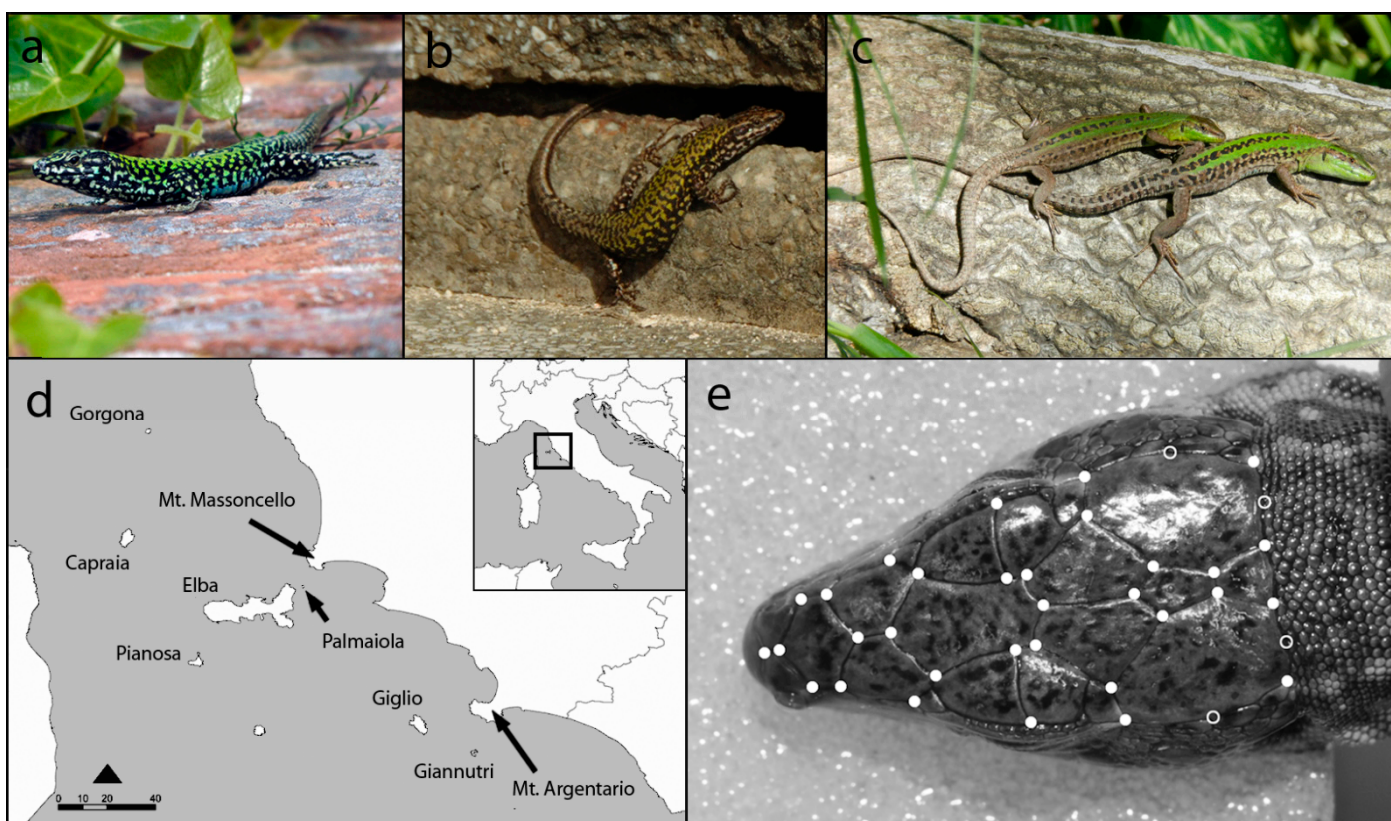 a
b
c
d
Gorgona
Mt. Massoncello
Capraia
Elba
Palmaiola
Pianosa
Giglio
Giannutri
Mt. Argentario
0 10 20 40
e